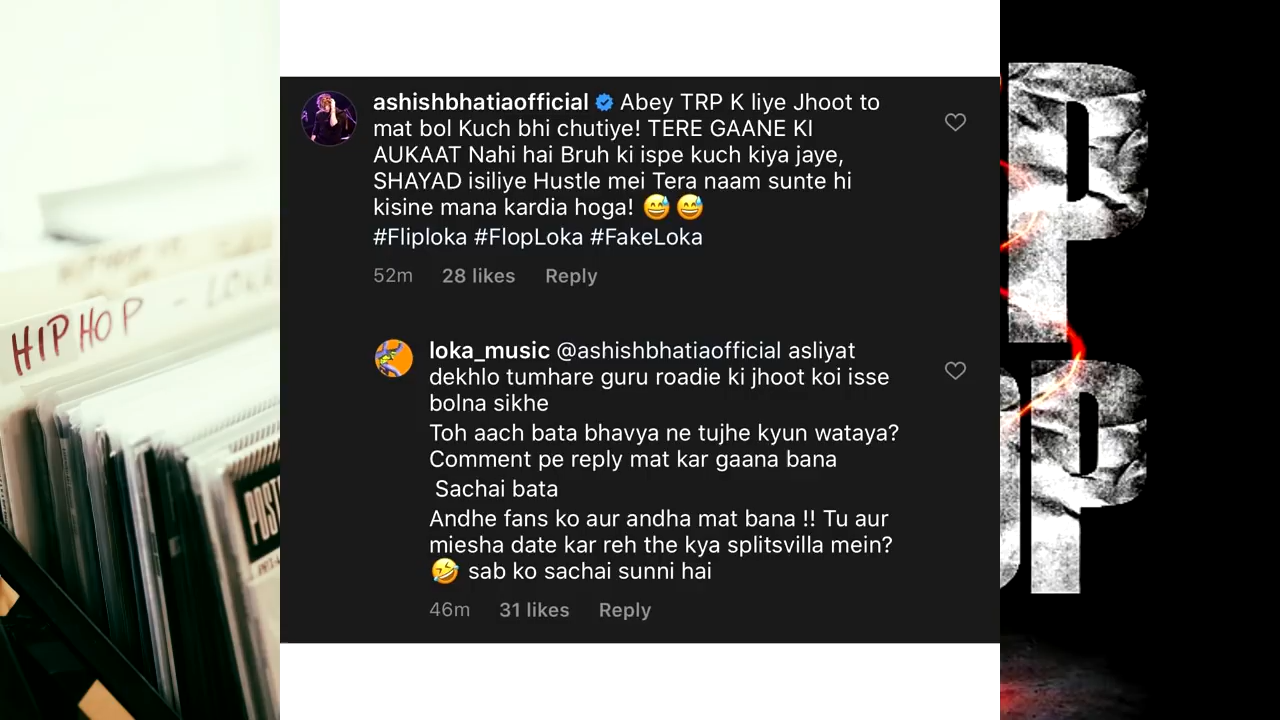 HIP HOP - LOKA
POST
ashishbhatiaofficial Abey TRP K liye Jhoot to
mat bol Kuch bhi chutiye! TERE GAANE KI
AUKAAT Nahi hai Bruh ki ispe kuch kiya jaye,
SHAYAD isiliye Hustle mei Tera naam sunte hi
kisine mana kardia hoga! 😅 😅
#Fliploka #FlopLoka #FakeLoka
52m 28 likes Reply
loka_music @ashishbhatiaofficial asliyat
dekhlo tumhare guru roadie ki jhoot koi isse
bolna sikhe
Toh aach bata bhavya ne tujhe kyun wataya?
Comment pe reply mat kar gaana bana
Sachai bata
Andhe fans ko aur andha mat bana !! Tu aur
miesha date kar reh the kya splitsvilla mein?
🤣 sab ko sachai sunni hai
46m 31 likes Reply
P
OP